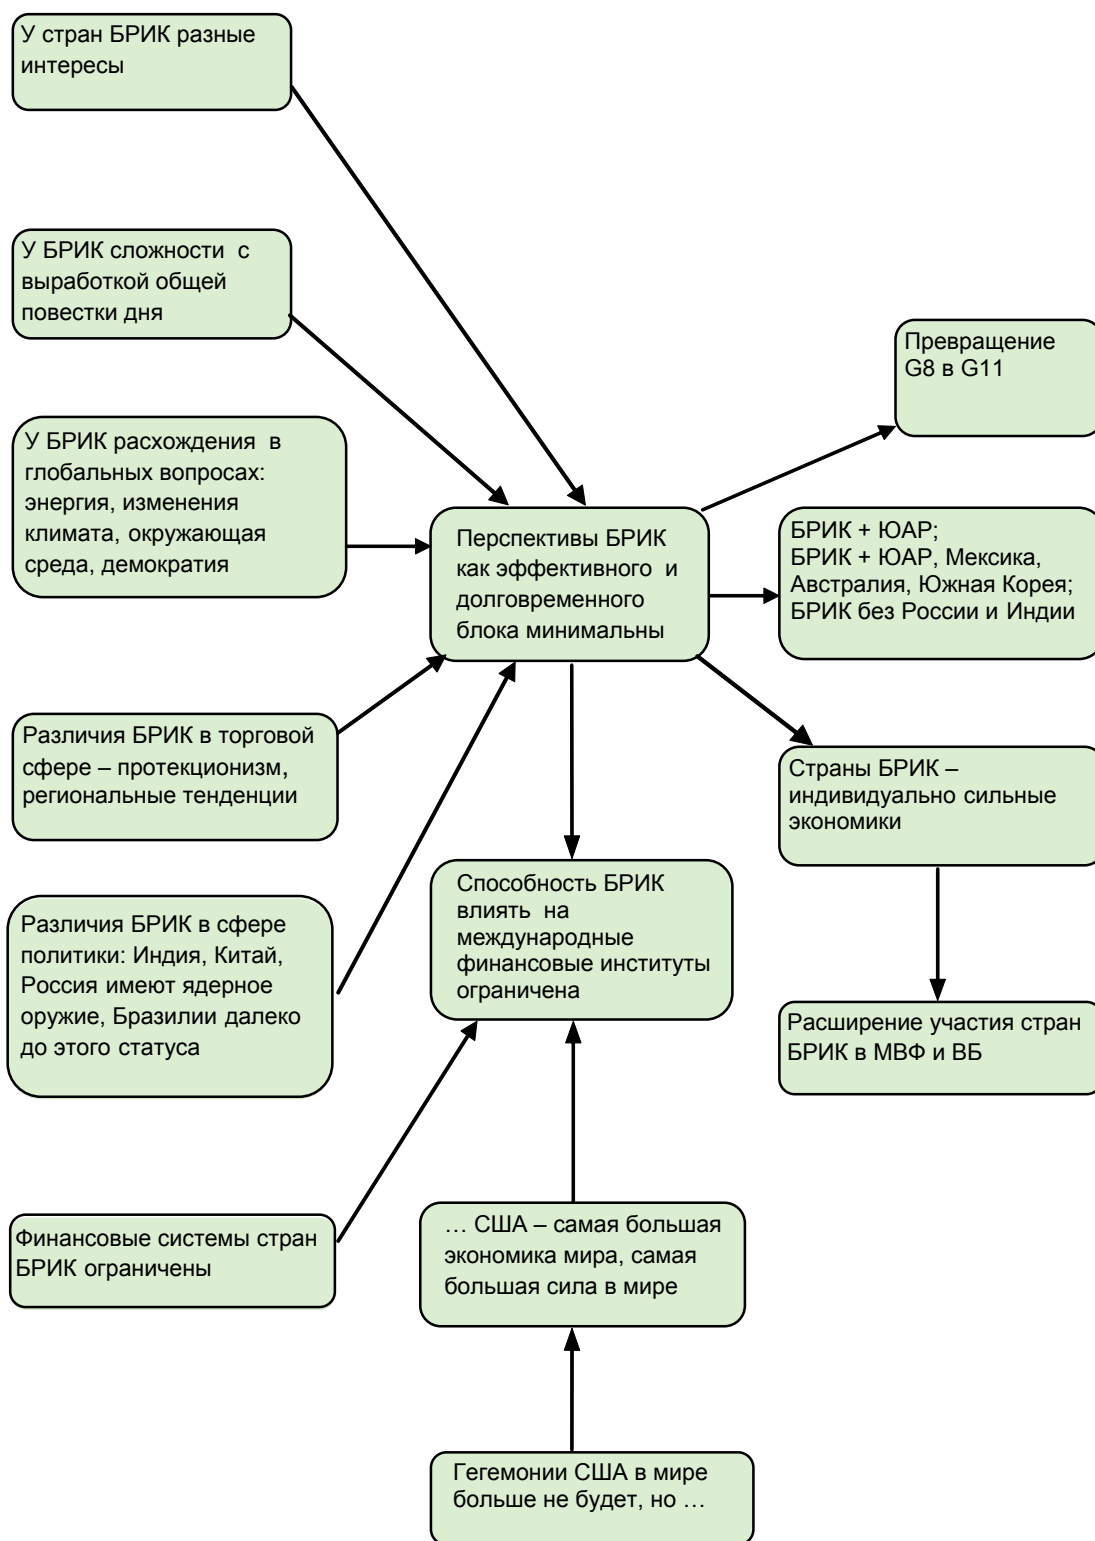 У стран БРИК разные
интересы
У БРИК сложности с
выработкой общей
повестки дня
Превращение
G8 в G11
У БРИК расхождения в
глобальных вопросах:
энергия, изменения
климата, окружающая
среда, демократия
Перспективы БРИК
как эффективного и
долговременного
блока минимальны
БРИК + ЮАР;
БРИК + ЮАР, Мексика,
Австралия, Южная Корея;
БРИК без России и Индии
Различия БРИК в торговой
сфере – протекционизм,
региональные тенденции
Страны БРИК –
индивидуально сильные
экономики
Способность БРИК
влиять на
международные
финансовые институты
ограничена
Различия БРИК в сфере
политики: Индия, Китай,
Россия имеют ядерное
оружие, Бразилии далеко
до этого статуса
Расширение участия стран
БРИК в МВФ и ВБ
Финансовые системы стран
БРИК ограничены
… США – самая большая
экономика мира, самая
большая сила в мире
Гегемонии США в мире
больше не будет, но …